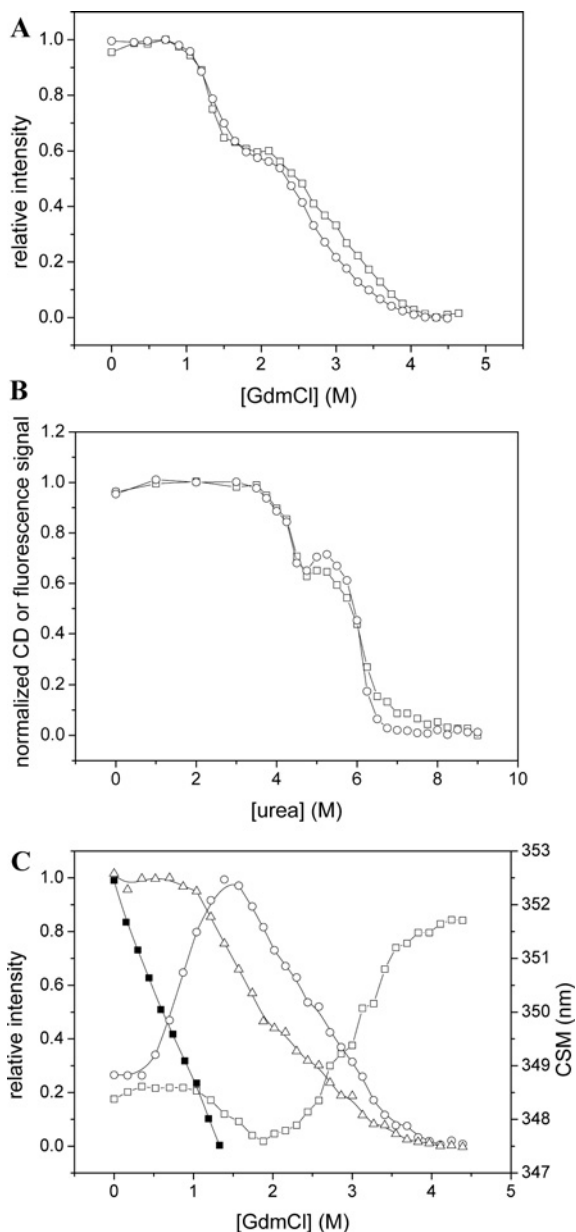 A
relative intensity
1.0
0.8
0.6
0.4
0.2
0.0
0 1 2 3 4 5
[GdmCl] (M)
B
normalized CD or fluorescence signal
1.2
1.0
0.8
0.6
0.4
0.2
0.0
0 2 4 6 8 10
[urea] (M)
C
relative intensity
1.0
0.8
0.6
0.4
0.2
0.0
353
352
351
350
349
348
347
CSM (nm)
0 1 2 3 4 5
[GdmCl] (M)